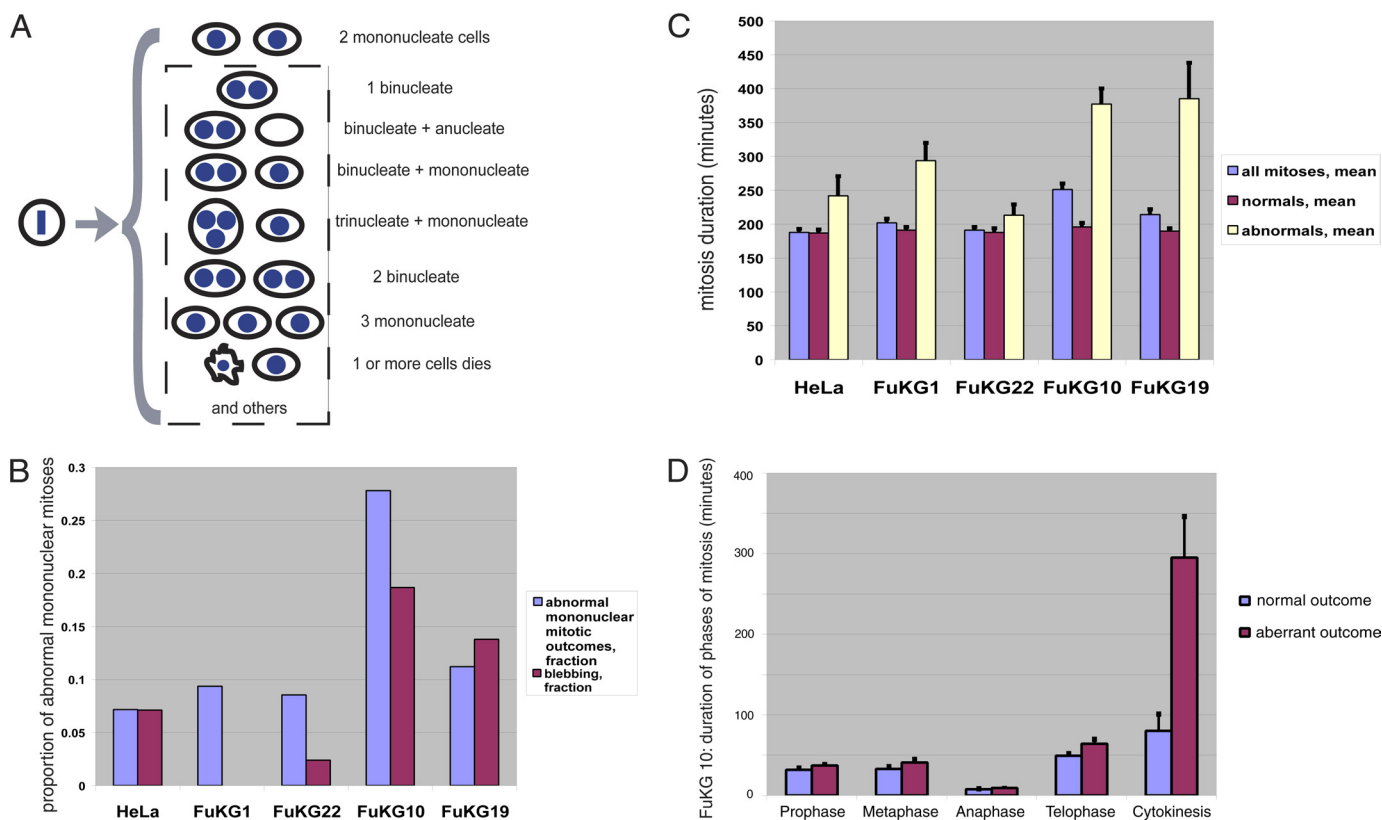 A
2 mononucleate cells
1 binucleate
binucleate + anucleate
binucleate + mononucleate
trinucleate + mononucleate
2 binucleate
3 mononucleate
1 or more cells dies
and others
B
proportion of abnormal mononuclear mitoses
0.3
0.25
0.2
0.15
0.1
0.05
0
HeLa FuKG1 FuKG22 FuKG10 FuKG19
abnormal
mononuclear
mitotic
outcomes,
fraction
blebbing,
fraction
C
mitosis duration (minutes)
500
450
400
350
300
250
200
150
100
50
0
HeLa FuKG1 FuKG22 FuKG10 FuKG19
all mitoses, mean
normals, mean
abnormals, mean
D
FuKG 10: duration of phases of mitosis (minutes)
400
300
200
100
0
Prophase Metaphase Anaphase Telophase Cytokinesis
normal outcome
aberrant outcome